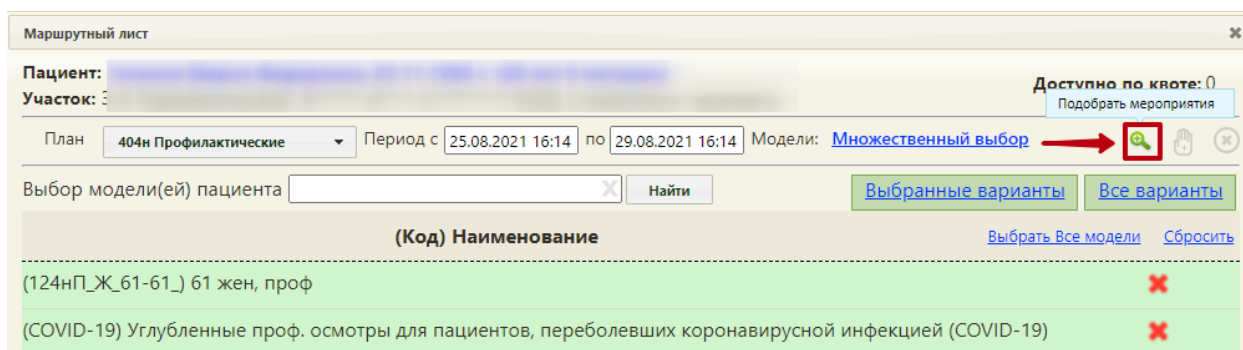 Маршрутный лист
Пациент:
Доступно по квоте: 0
Участок:
Подобрать мероприятия
План 404н Профилактические Период с 25.08.2021 16:14 по 29.08.2021 16:14 Модели: Множественный выбор
Выбор модели(ей) пациента Найти Выбранные варианты Все варианты
(Код) Наименование Выбрать Все модели Сбросить
(124нП_Ж_61-61_) 61 жен, проф
(COVID-19) Углубленные проф. осмотры для пациентов, переболевших коронавирусной инфекцией (COVID-19)